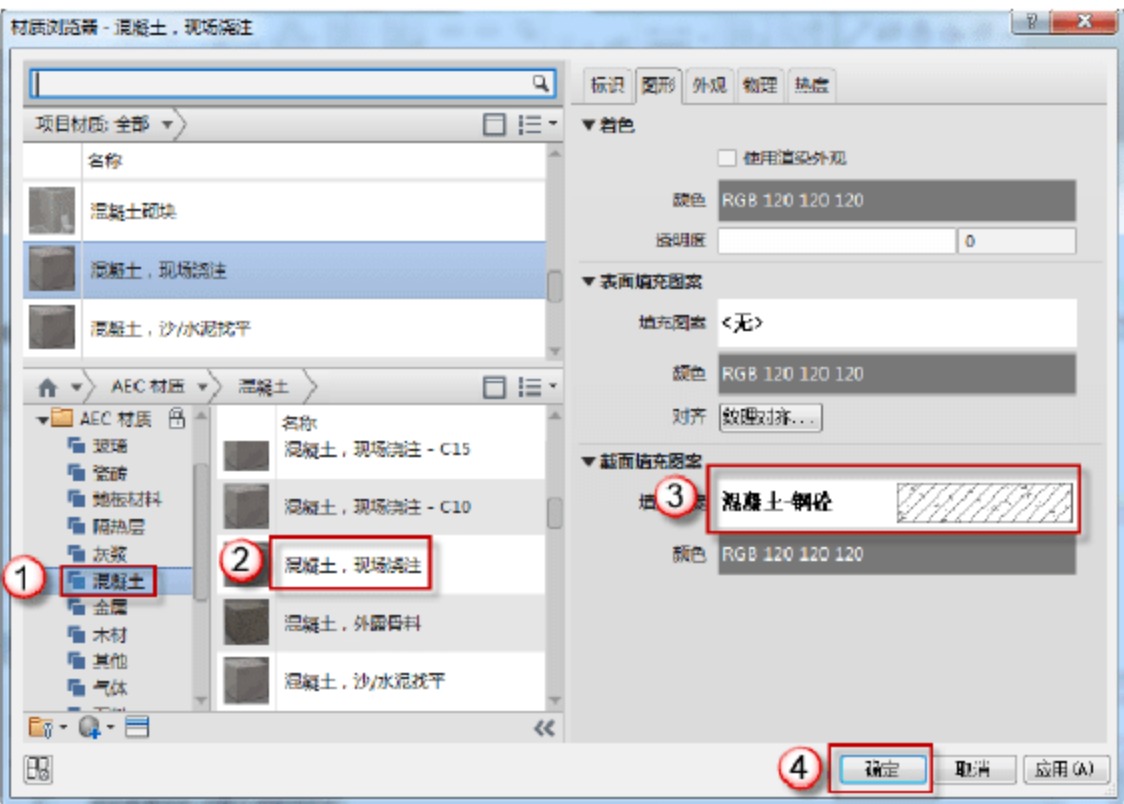 材质浏览器 - 混凝土，现场浇注
项目材质: 全部
名称
混凝土砌块
混凝土，现场浇注
混凝土，沙/水泥找平
AEC 材质
混凝土
AEC 材质
玻璃
瓷砖
地板材料
隔热层
灰浆
① 混凝土
金属
木材
其他
气体
名称
混凝土，现场浇注 - C15
混凝土，现场浇注 - C10
② 混凝土，现场浇注
混凝土，外露骨料
混凝土，沙/水泥找平
标识 图形 外观 物理 热度
着色
使用渲染外观
颜色 RGB 120 120 120
透明度 0
表面填充图案
填充图案 <无>
颜色 RGB 120 120 120
对齐 纹理对齐...
截面填充图案
填 ③ 混凝土-钢砼
颜色 RGB 120 120 120
④ 确定 取消 应用(A)